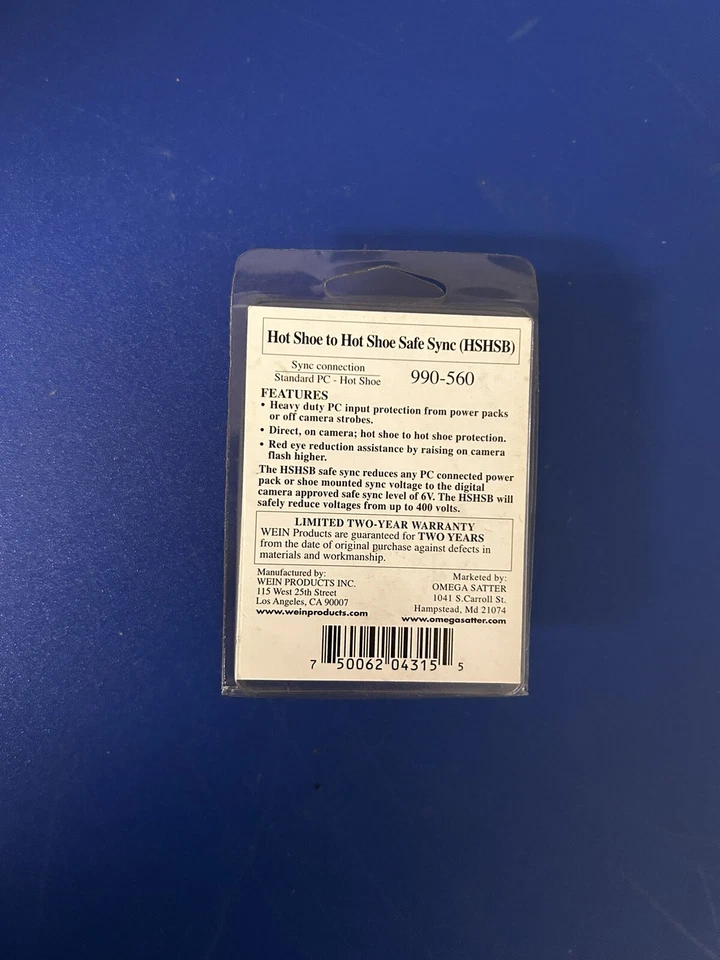 Hot Shoe to Hot Shoe Safe Sync (HSHSB)
Sync connection
Standard PC - Hot Shoe
990-560
FEATURES
• Heavy duty PC input protection from power packs
or off camera strobes.
• Direct, on camera; hot shoe to hot shoe protection.
• Red eye reduction assistance by raising on camera
flash higher.
The HSHSB safe sync reduces any PC connected power
pack or shoe mounted sync voltage to the digital
camera approved safe sync level of 6V. The HSHSB will
safely reduce voltages from up to 400 volts.
LIMITED TWO-YEAR WARRANTY
WEIN Products are guaranteed for TWO YEARS
from the date of original purchase against defects in
materials and workmanship.
Manufactured by:
WEIN PRODUCTS INC.
115 West 25th Street
Los Angeles, CA 90007
www.weinproducts.com
Marketed by:
OMEGA SATTER
1041 S.Carroll St.
Hampstead, Md 21074
www.omegasatter.com
7 50062 04315 5